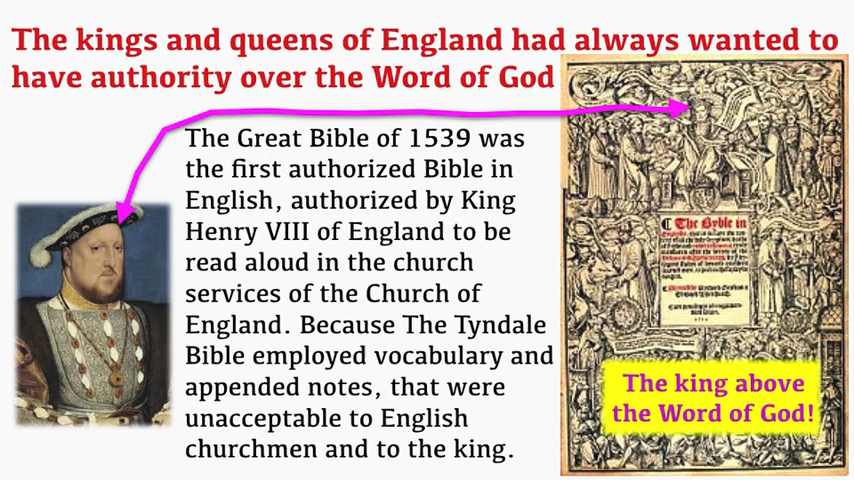 The kings and queens of England had always wanted to
have authority over the Word of God
The Great Bible of 1539 was
the first authorized Bible in
English, authorized by King
Henry VIII of England to be
read aloud in the church
services of the Church of
England. Because The Tyndale
Bible employed vocabulary and
appended notes, that were
unacceptable to English
churchmen and to the king.
The Byble in
The king above
the Word of God!